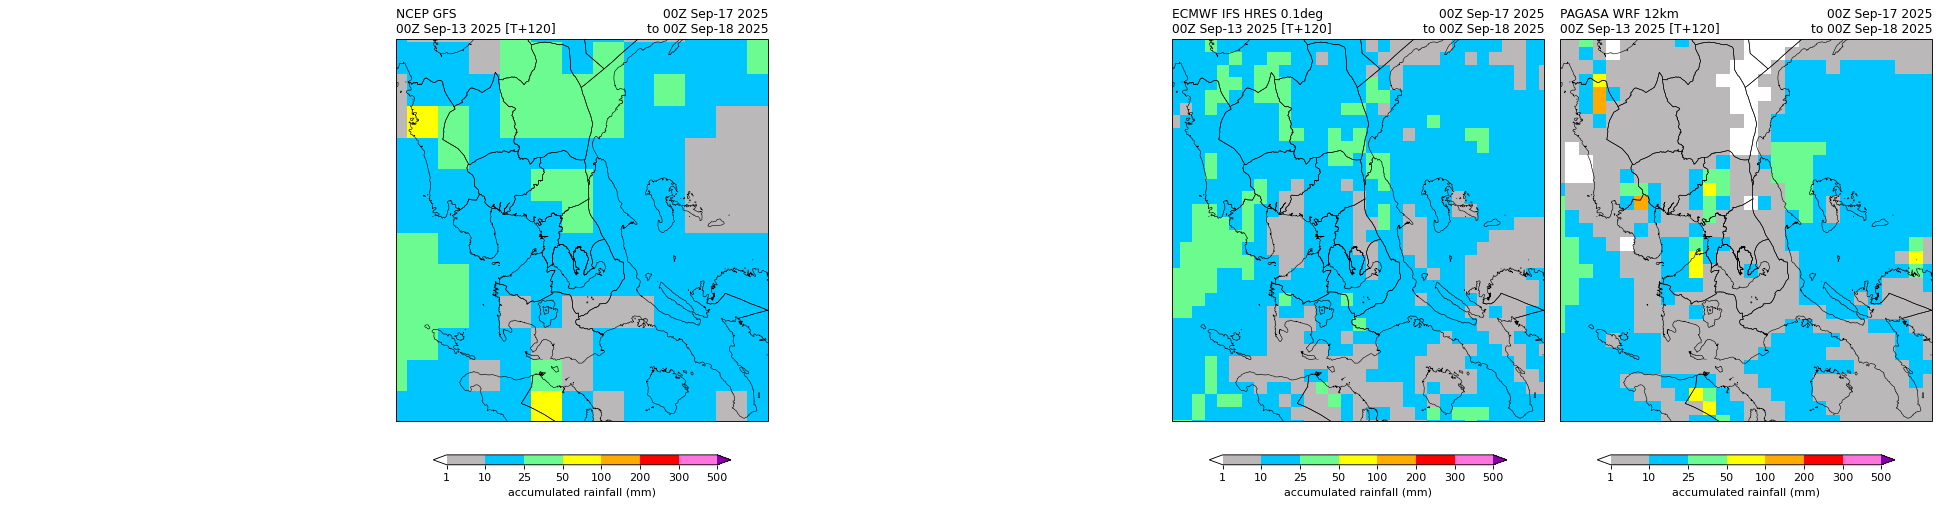 NCEP GFS 00Z Sep-17 2025
00Z Sep-13 2025 [T+120] to 00Z Sep-18 2025
1 10 25 50 100 200 300 500
accumulated rainfall (mm)
ECMWF IFS HRES 0.1deg 00Z Sep-17 2025
00Z Sep-13 2025 [T+120] to 00Z Sep-18 2025
1 10 25 50 100 200 300 500
accumulated rainfall (mm)
PAGASA WRF 12km 00Z Sep-17 2025
00Z Sep-13 2025 [T+120] to 00Z Sep-18 2025
1 10 25 50 100 200 300 500
accumulated rainfall (mm)